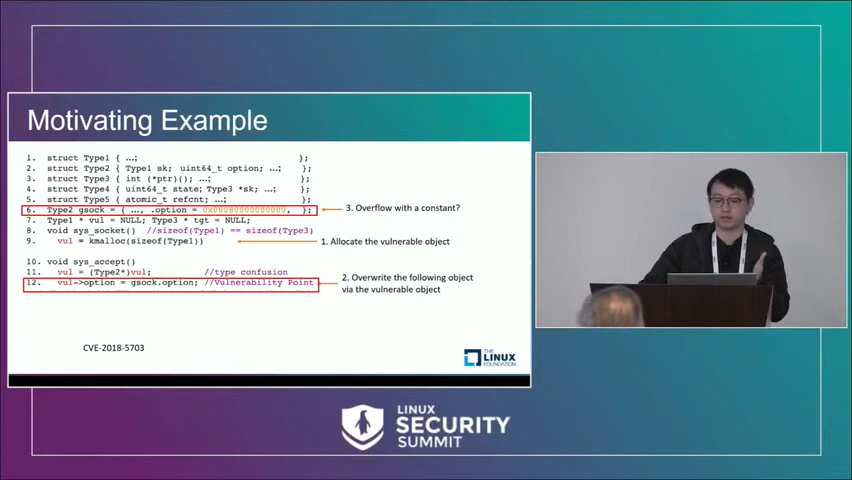 Motivating Example
1. struct Type1 { …; };
2. struct Type2 { Type1 sk; uint64_t option; …; };
3. struct Type3 { int (*ptr)(); …; };
4. struct Type4 { uint64_t state; Type3 *sk; …; };
5. struct Type5 { atomic_t refcnt; …; };
6. Type2 gsock = { …, .option = 0x08080000000000, };
3. Overflow with a constant?
7. Type1 * vul = NULL; Type3 * tgt = NULL;
8. void sys_socket() //sizeof(Type1) == sizeof(Type3)
9. vul = kmalloc(sizeof(Type1))
1. Allocate the vulnerable object
10. void sys_accept()
11. vul = (Type2*)vul; //type confusion
12. vul->option = gsock.option; //Vulnerability Point
2. Overwrite the following object
via the vulnerable object
CVE-2018-5703
THE
LINUX
FOUNDATION
LINUX
SECURITY
SUMMIT